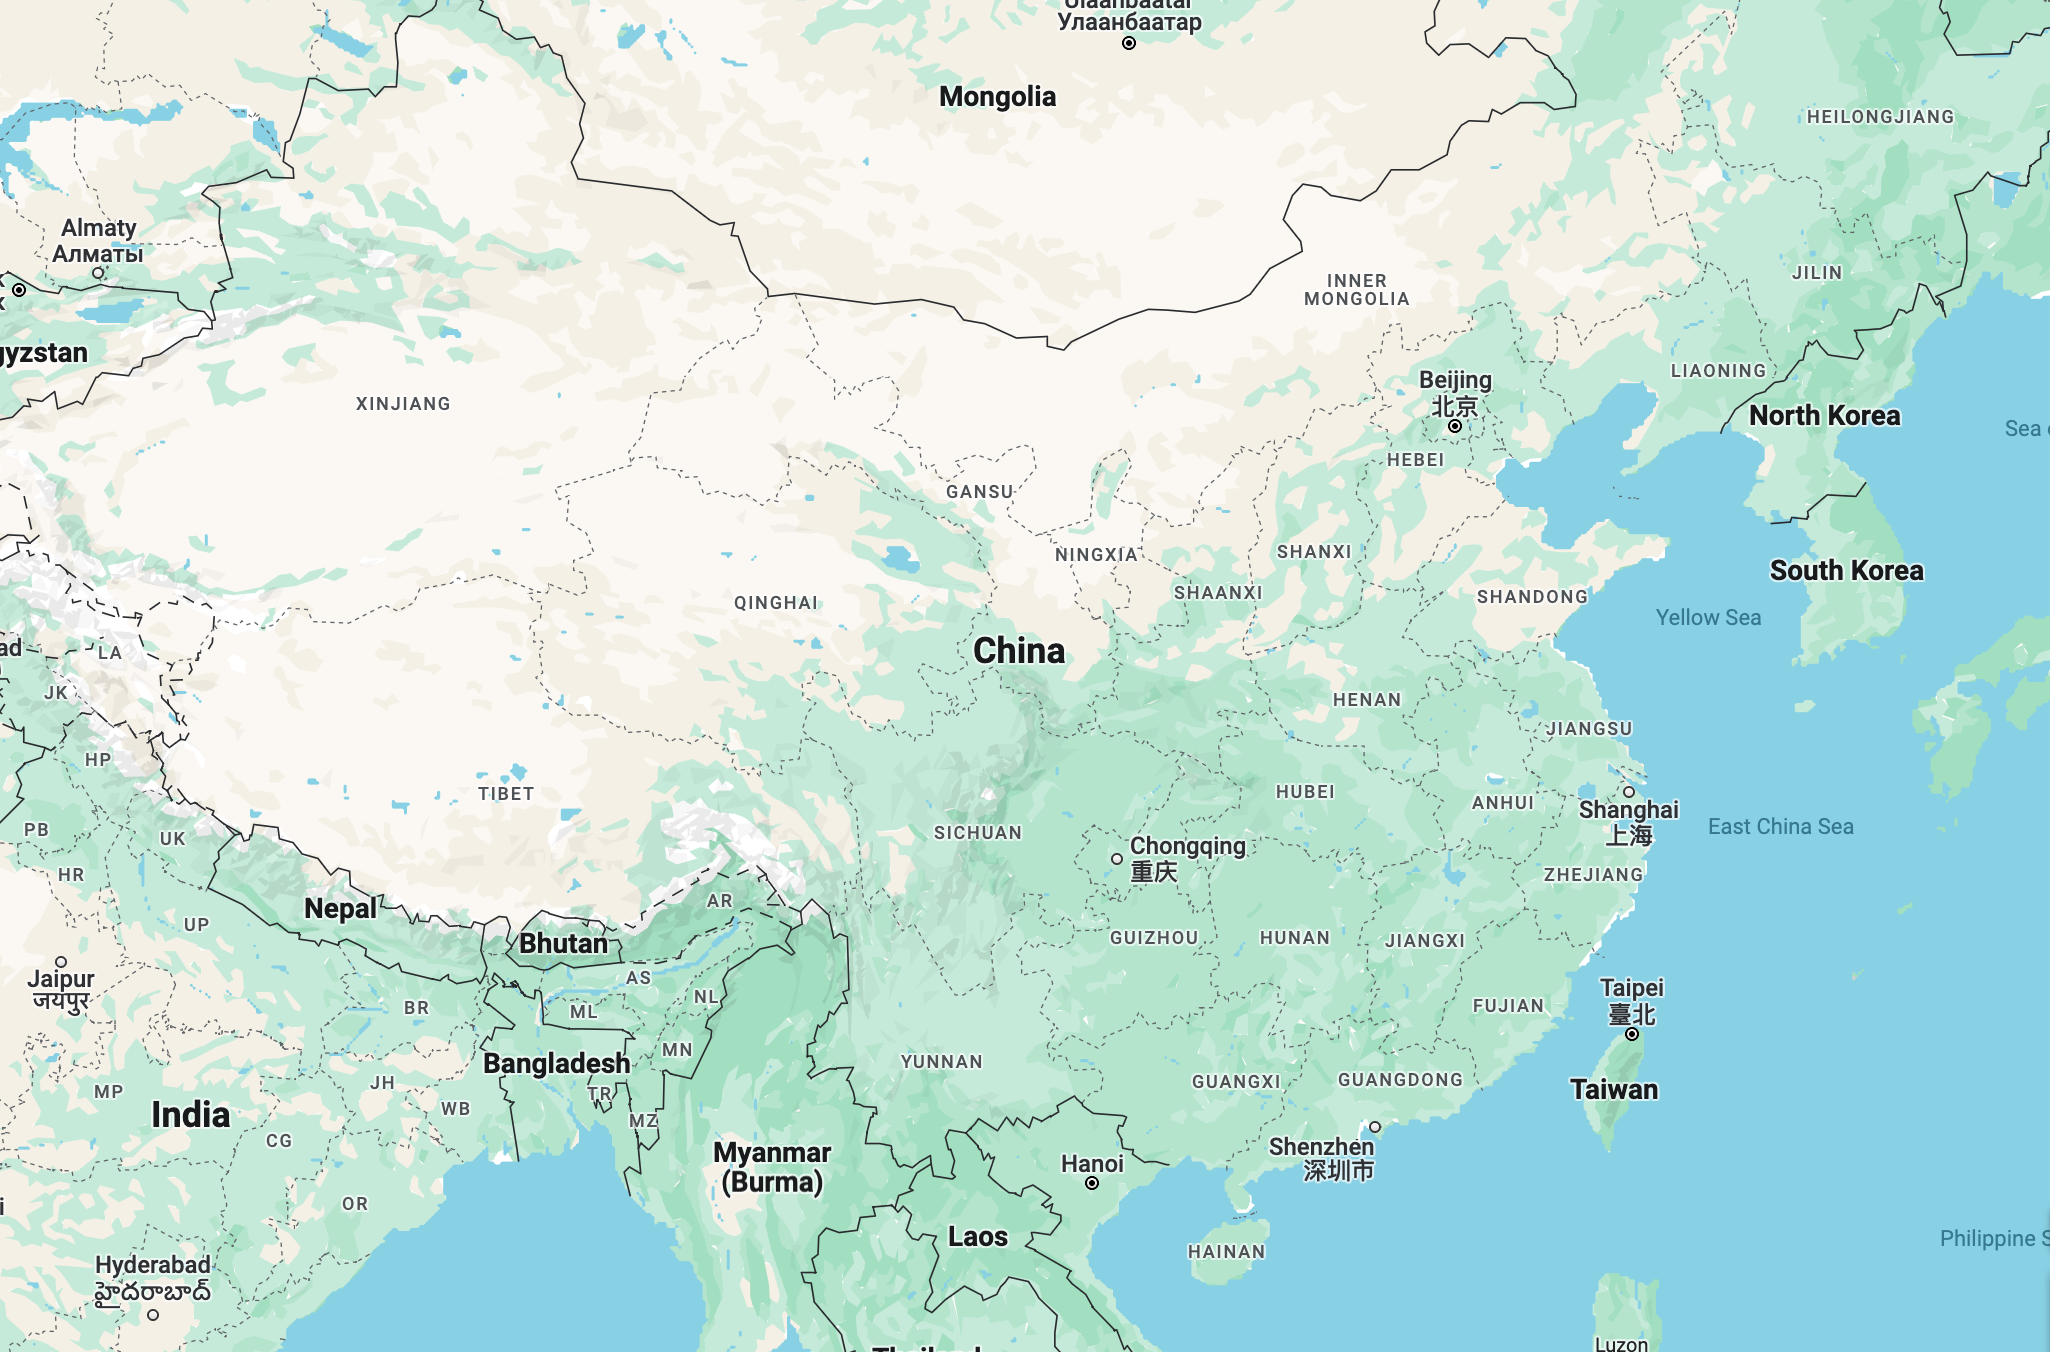 Ulaanbaatar
Улаанбаатар
Mongolia
HEILONGJIANG
Almaty
Алматы
JILIN
INNER
MONGOLIA
gyzstan
LIAONING
Beijing
北京
XINJIANG
North Korea
Sea
HEBEI
GANSU
NINGXIA
SHANXI
South Korea
SHAANXI
SHANDONG
QINGHAI
Yellow Sea
China
ad
LA
JK
HENAN
JIANGSU
HP
TIBET
HUBEI
ANHUI
Shanghai
上海
East China Sea
PB
UK
SICHUAN
Chongqing
重庆
HR
ZHEJIANG
AR
Nepal
UP
Bhutan
GUIZHOU
HUNAN
JIANGXI
Jaipur
जयपुर
AS
NL
BR
ML
FUJIAN
Taipei
臺北
MN
Bangladesh
YUNNAN
JH
TR
GUANGXI
GUANGDONG
Taiwan
MP
India
WB
MZ
CG
Myanmar
(Burma)
Hanoi
Shenzhen
深圳市
OR
Laos
HAINAN
Philippine S
Hyderabad
హైదరాబాద్
Luzon
Thailand